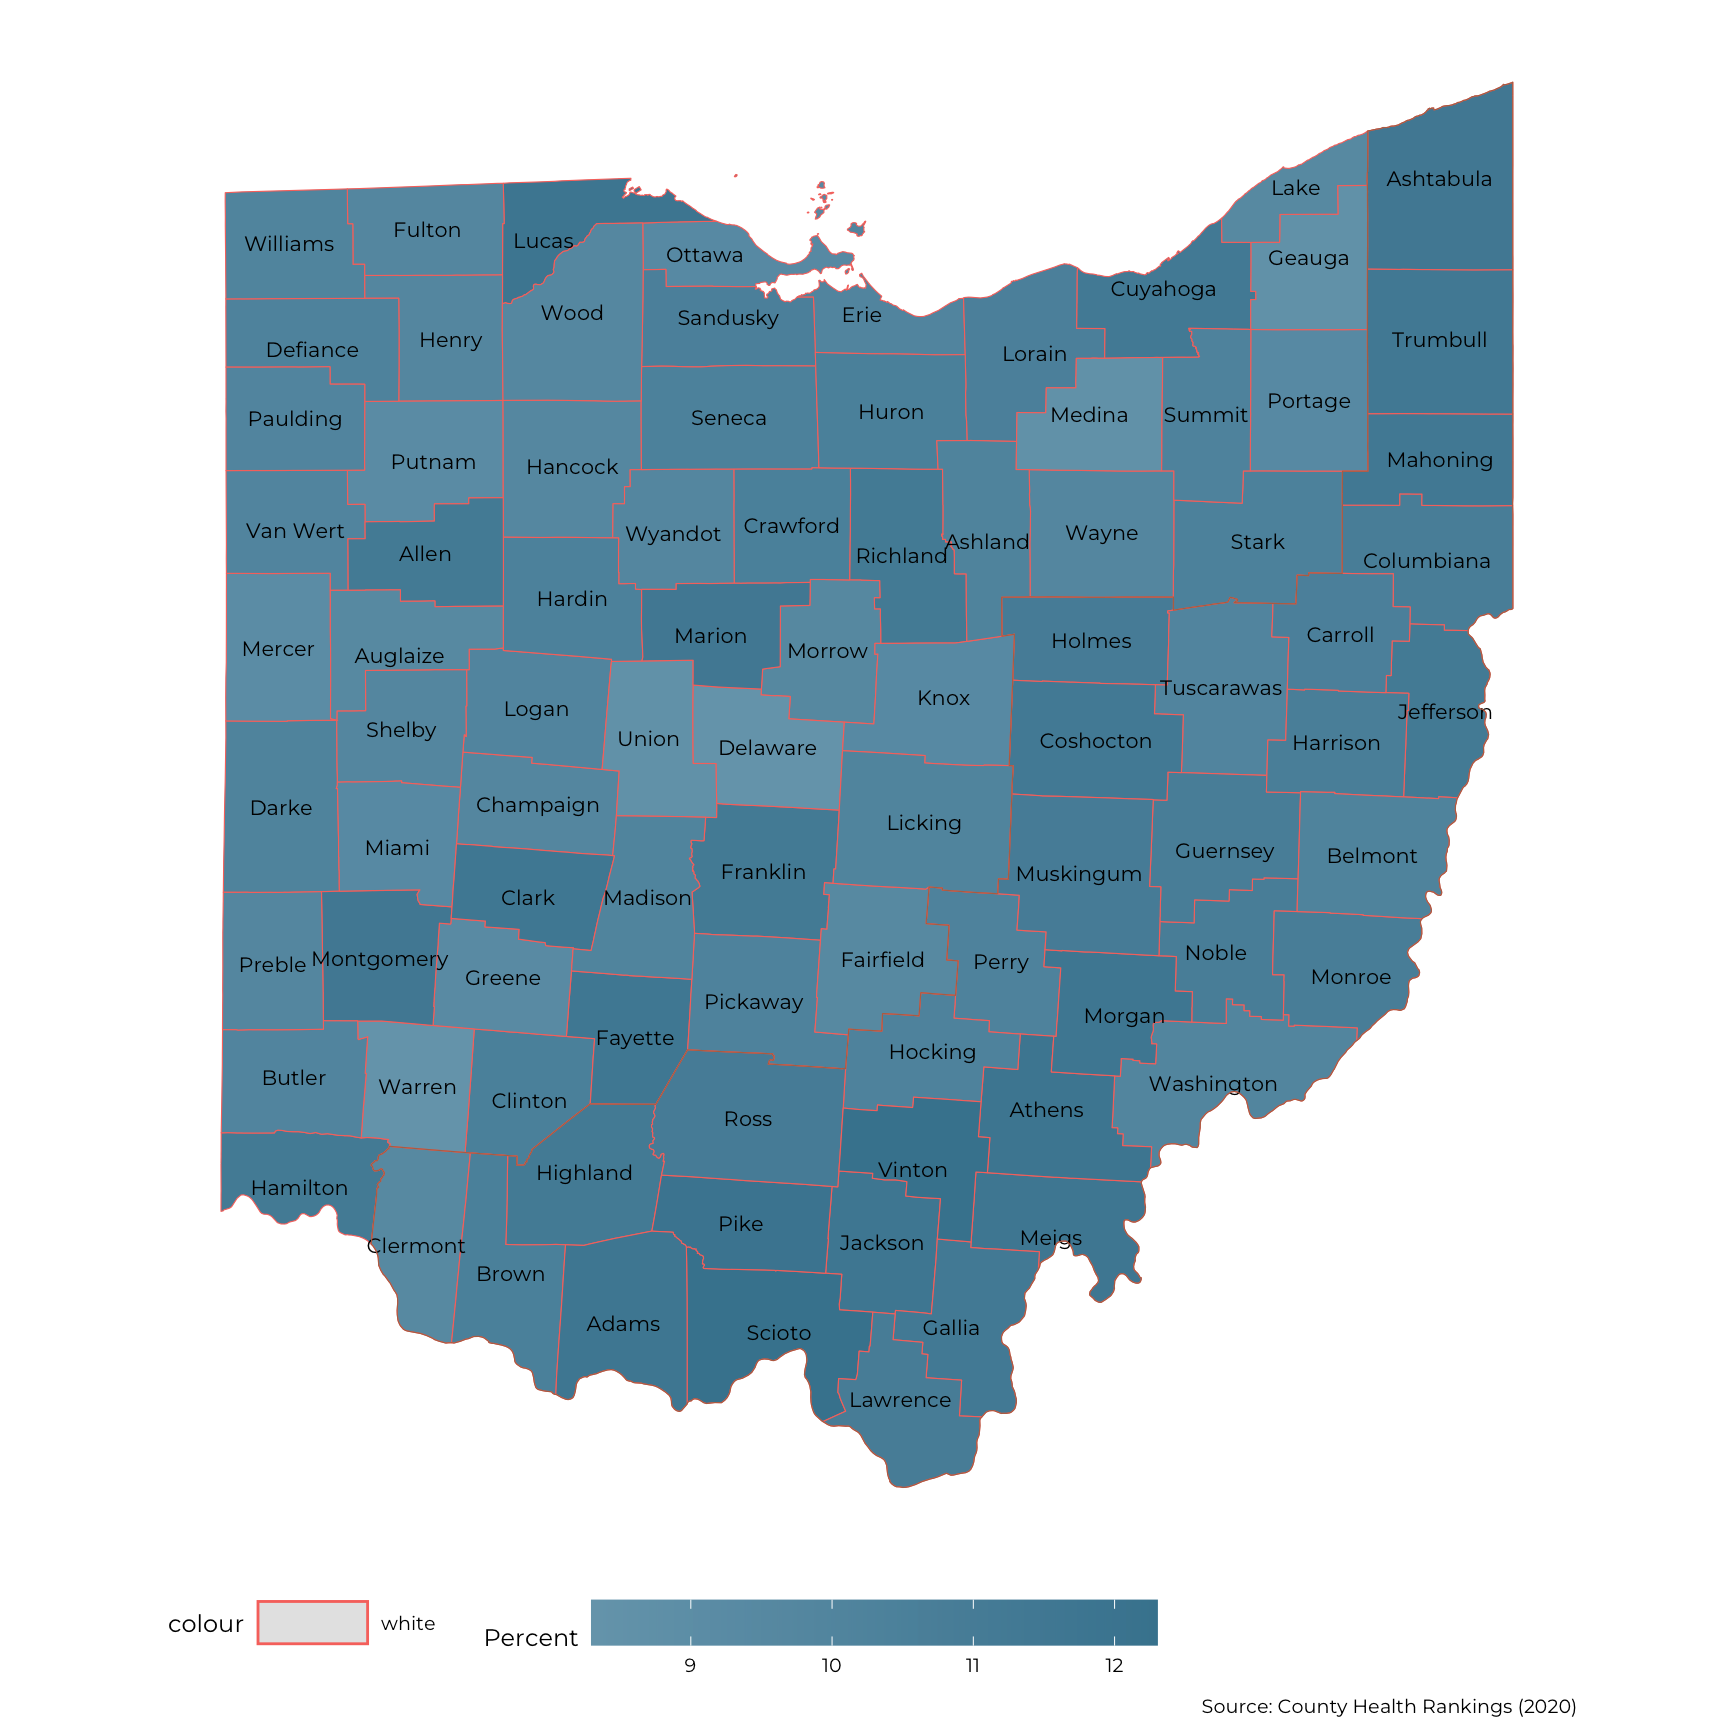 Ashtabula
Lake
Williams
Fulton
Lucas
Ottawa
Geauga
Cuyahoga
Wood
Sandusky
Erie
Defiance
Henry
Lorain
Trumbull
Paulding
Seneca
Huron
Medina
Summit
Portage
Putnam
Hancock
Mahoning
Van Wert
Allen
Wyandot
Crawford
Richland
Ashland
Wayne
Stark
Columbiana
Hardin
Marion
Holmes
Carroll
Mercer
Auglaize
Morrow
Knox
Tuscarawas
Jefferson
Logan
Shelby
Union
Delaware
Coshocton
Harrison
Darke
Champaign
Licking
Miami
Franklin
Muskingum
Guernsey
Belmont
Clark
Madison
Preble
Montgomery
Greene
Fairfield
Perry
Noble
Monroe
Pickaway
Morgan
Fayette
Hocking
Butler
Warren
Clinton
Washington
Ross
Athens
Hamilton
Highland
Vinton
Pike
Jackson
Meigs
Clermont
Brown
Adams
Scioto
Gallia
Lawrence
colour
white
Percent
9 10 11 12
Source: County Health Rankings (2020)